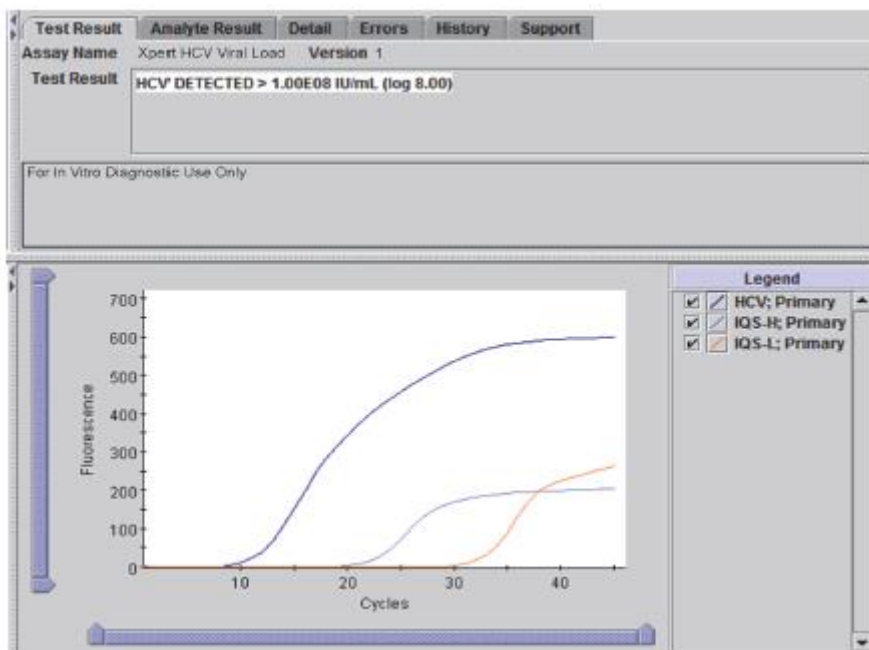 Test Result Analyte Result Detail Errors History Support
Assay Name Xpert HCV Viral Load Version 1
Test Result HCV' DETECTED > 1.00E08 IU/mL (log 8.00)
For In Vitro Diagnostic Use Only
Legend
HCV; Primary
IQS-H; Primary
IQS-L; Primary
700
600
500
400
300
200
100
0
Fluorescence
10 20 30 40
Cycles